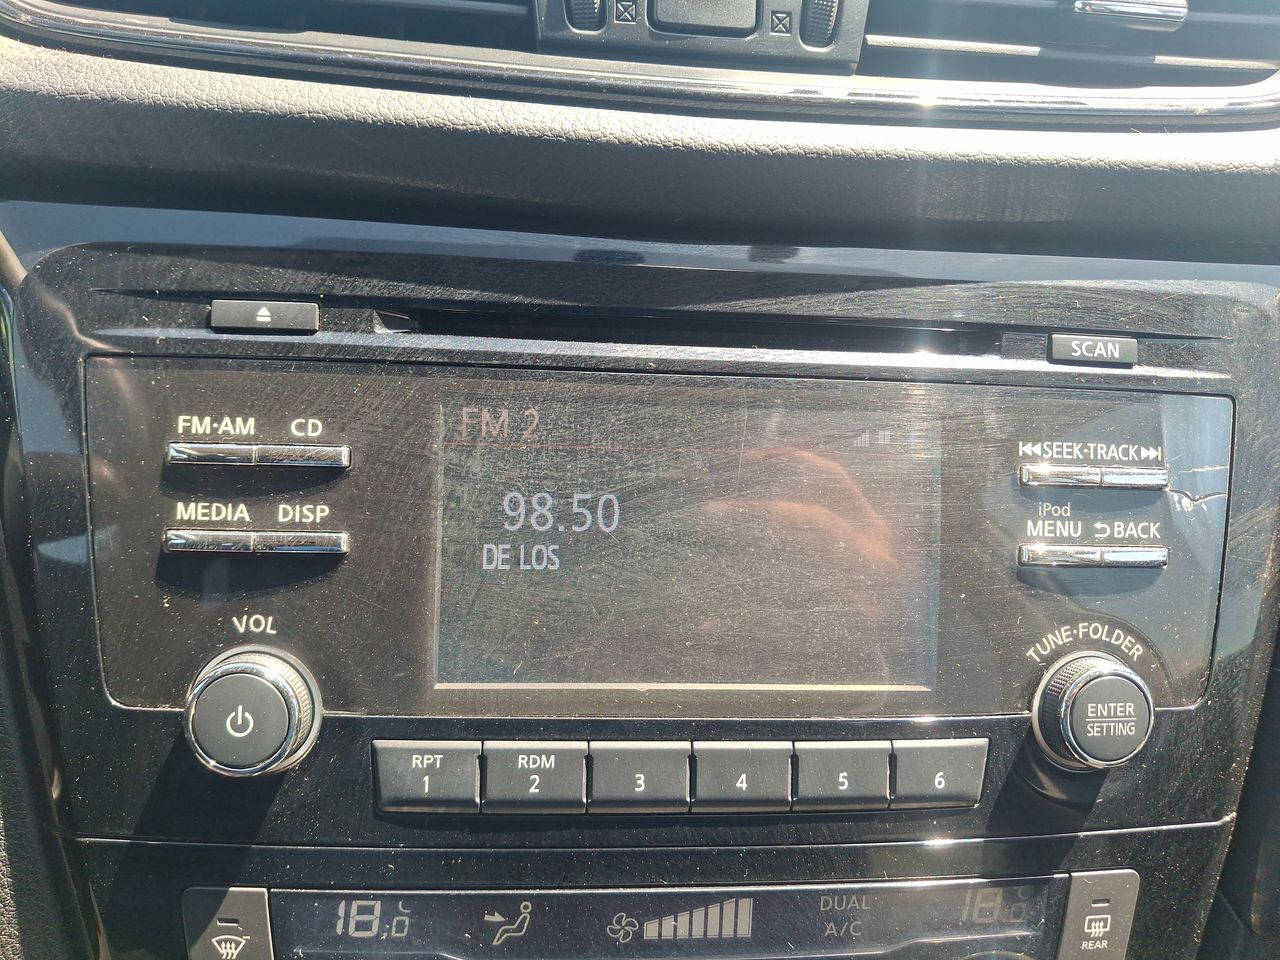 SCAN
FM·AM CD
FM 2
SEEK·TRACK
98.50
MEDIA DISP
iPod
MENU BACK
DE LOS
VOL
TUNE·FOLDER
ENTER
SETTING
RPT
1
RDM
2
3
4
5
6
18.0
DUAL
A/C
18.0
REAR